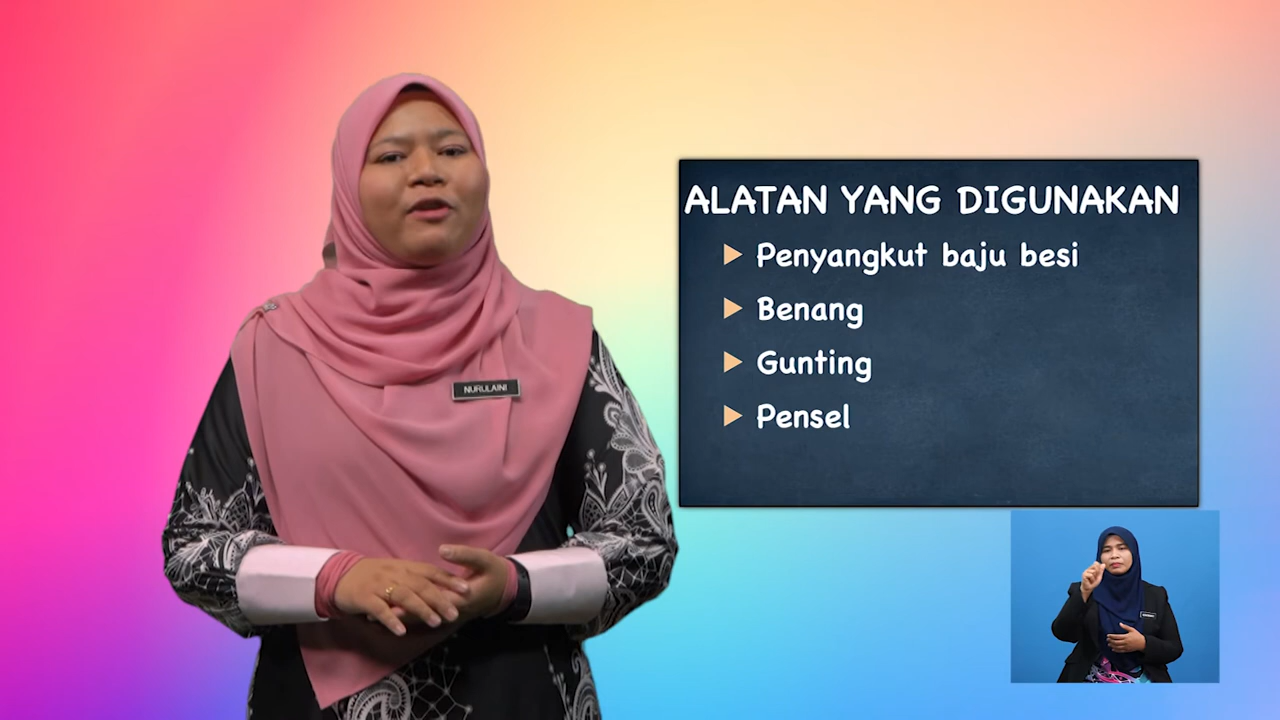 ALATAN YANG DIGUNAKAN
Penyangkut baju besi
Benang
Gunting
Pensel
NURULAINI